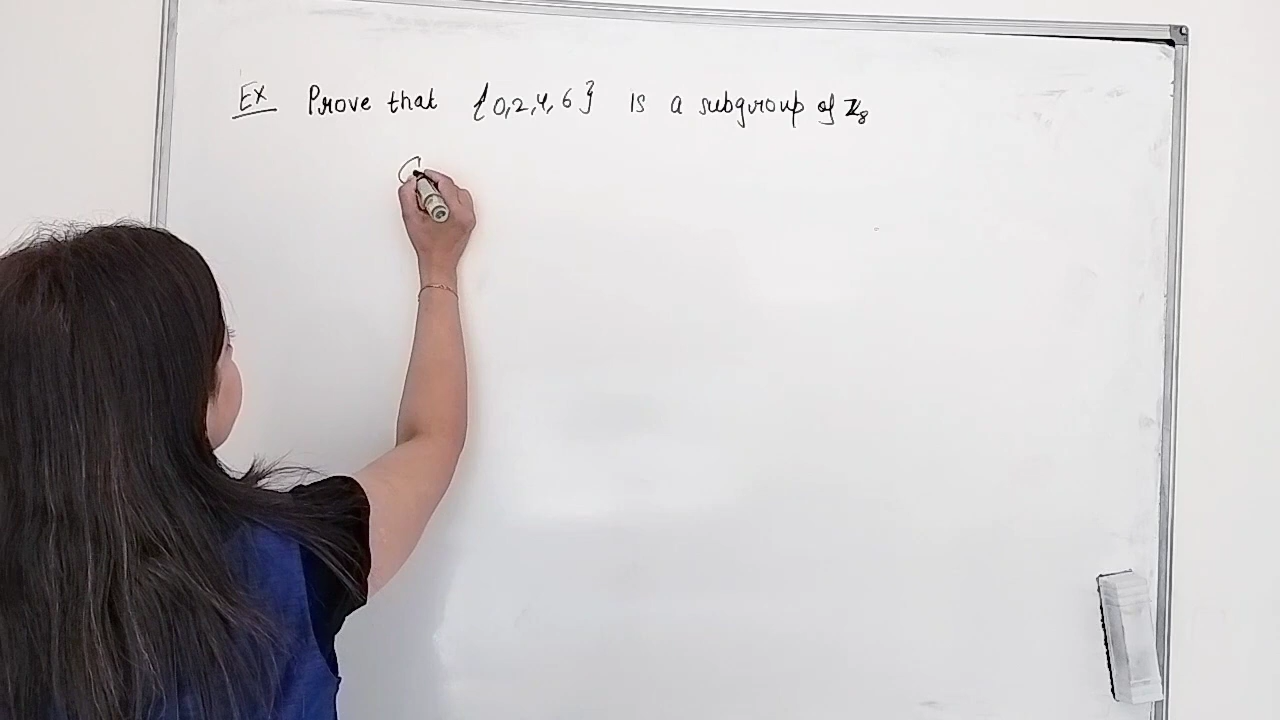 Ex Prove that {0,2,4,6} is a subgroup of ℤ₈